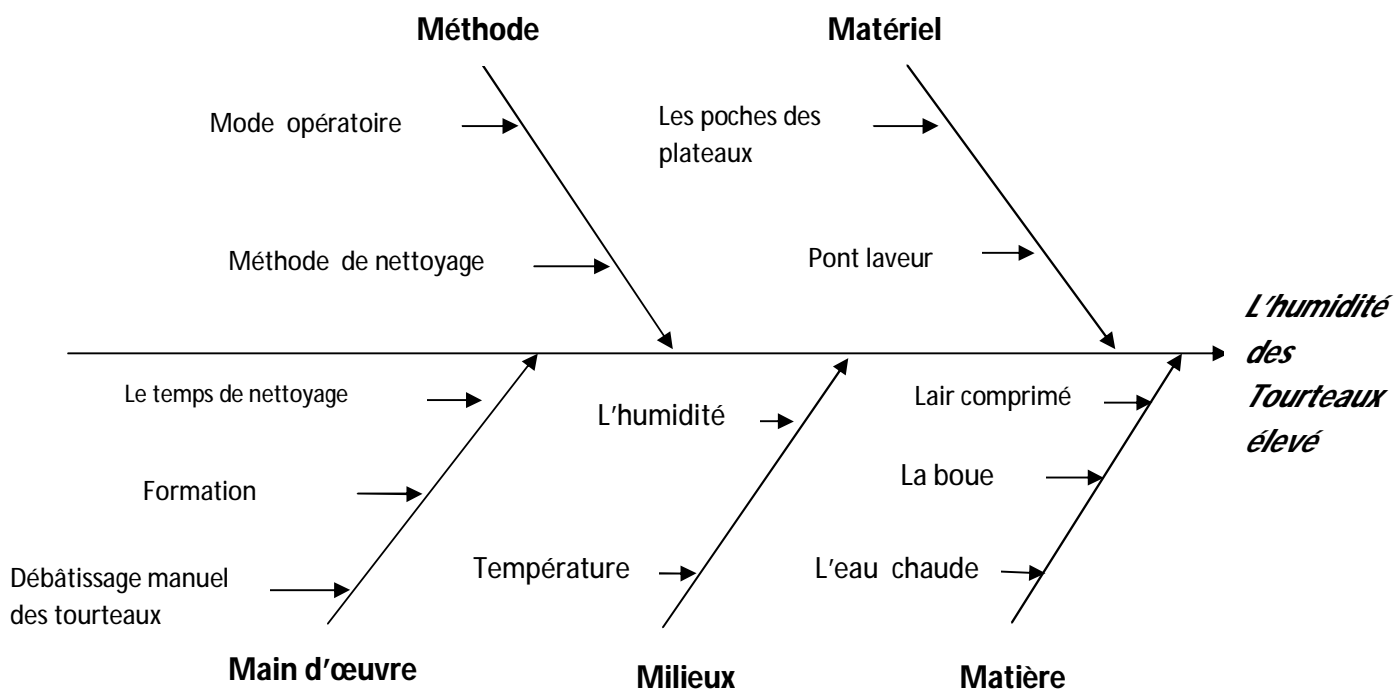 Méthode
Matériel
Mode opératoire
Les poches des
plateaux
Méthode de nettoyage
Pont laveur
L'humidité
des
Tourteaux
élevé
Le temps de nettoyage
L'humidité
Lair comprimé
Formation
La boue
Débâtissage manuel
des tourteaux
Température
L'eau chaude
Main d'œuvre
Milieux
Matière